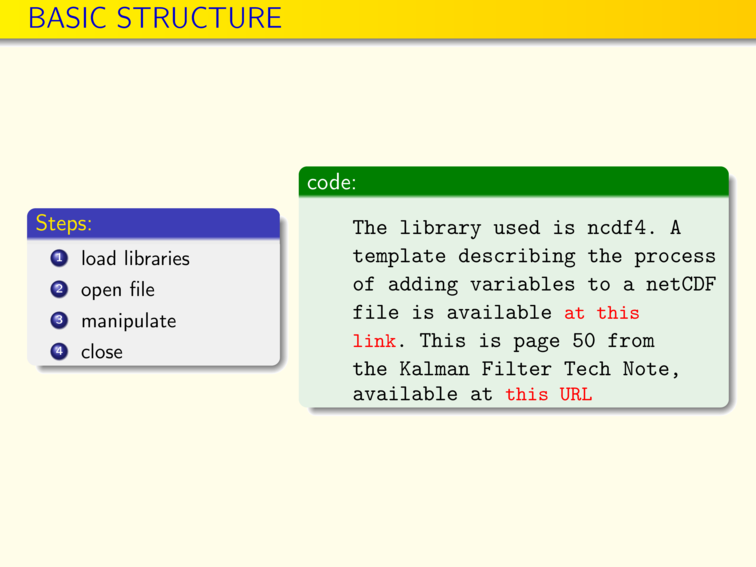 BASIC STRUCTURE
Steps:
1 load libraries
2 open file
3 manipulate
4 close
code:
The library used is ncdf4. A
template describing the process
of adding variables to a netCDF
file is available at this
link. This is page 50 from
the Kalman Filter Tech Note,
available at this URL